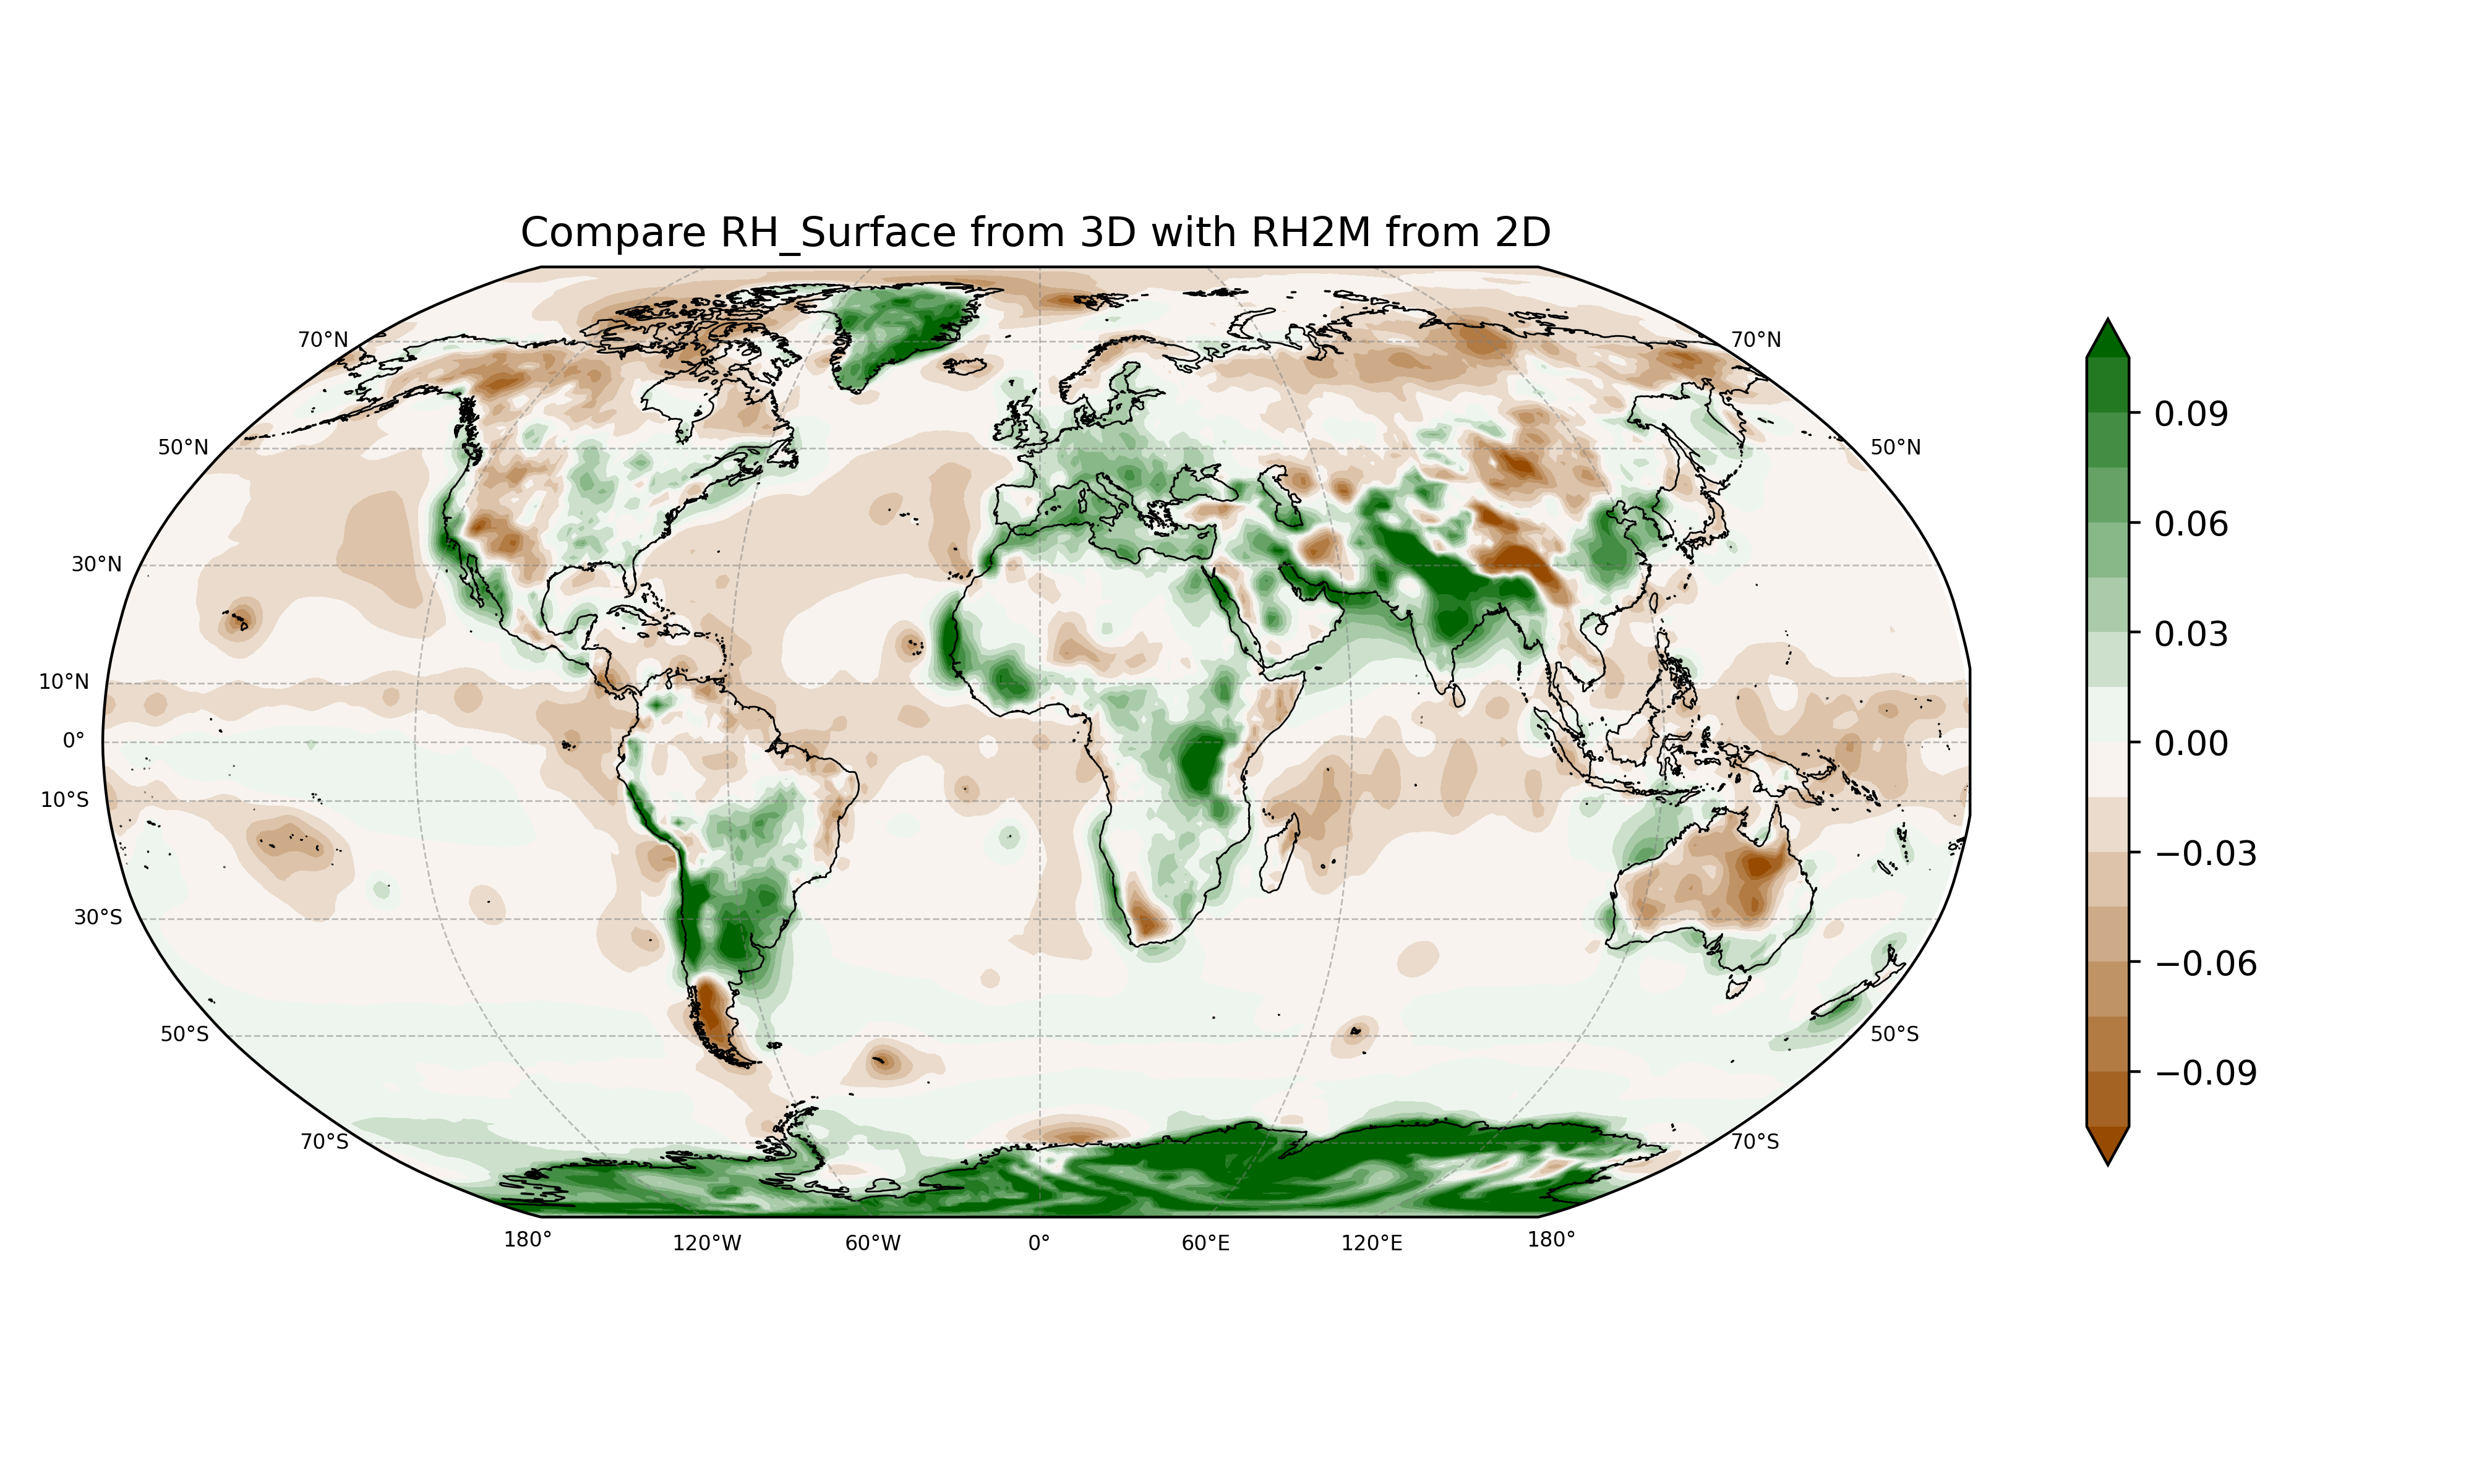 Compare RH_Surface from 3D with RH2M from 2D
70°N
70°N
50°N
50°N
30°N
10°N
0°
10°S
30°S
50°S
50°S
70°S
70°S
180°
120°W
60°W
0°
60°E
120°E
180°
0.09
0.06
0.03
0.00
−0.03
−0.06
−0.09